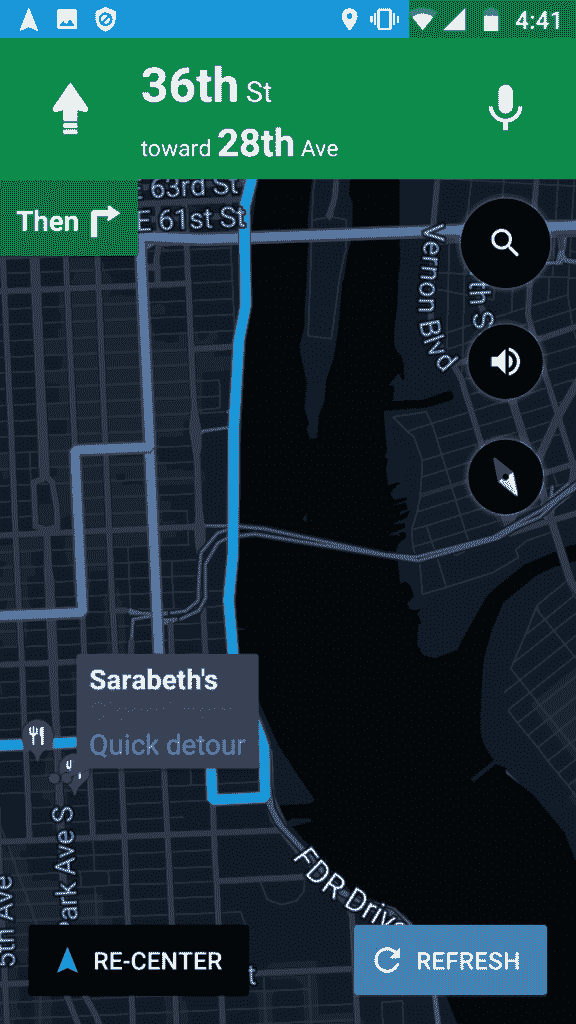 4:41
36th St
toward 28th Ave
Then
E 63rd St
E 61st St
Vernon Blvd
Sarabeth's
Quick detour
FDR Drive
5th Ave
RE-CENTER
REFRESH